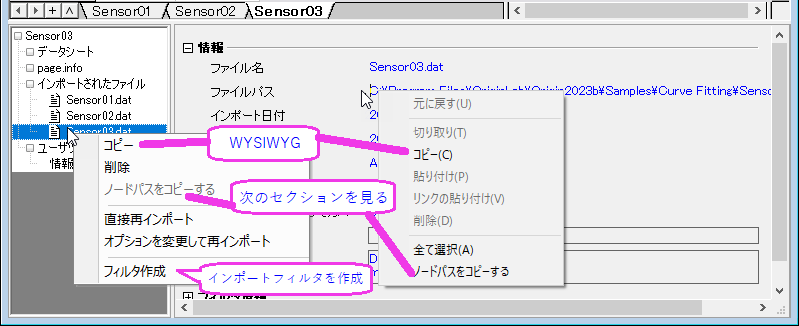 Sensor01 Sensor02 Sensor03
Sensor03
データシート
page.info
インポートされたファイル
Sensor01.dat
Sensor02.dat
Sensor03.dat
ユーザツ
情報
コピー
削除
ノードパスをコピーする
直接再インポート
オプションを変更して再インポート
フィルタ作成
WYSIWYG
次のセクションを見る
インポートフィルタを作成
情報
ファイル名 Sensor03.dat
ファイルパス C:¥Program Files¥OriginLab¥Origin2023b¥Samples¥Curve Fitting¥Senso
インポート日付
元に戻す(U)
切り取り(T)
コピー(C)
貼り付け(P)
リンクの貼り付け(V)
削除(D)
全て選択(A)
ノードパスをコピーする